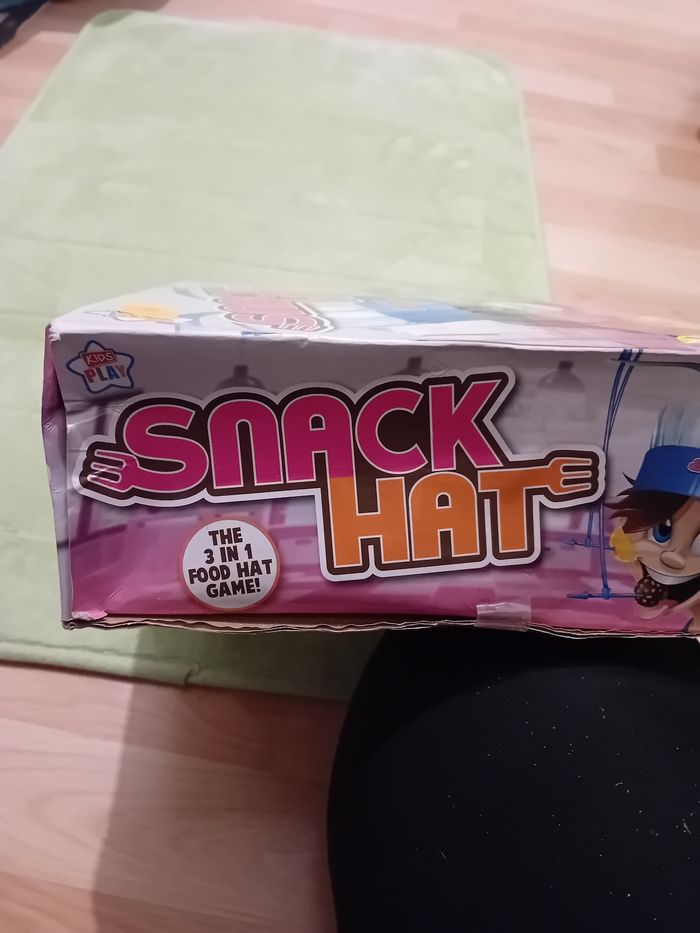 KIDS
PLAY
SNACK
HAT
THE
3 IN 1
FOOD HAT
GAME!